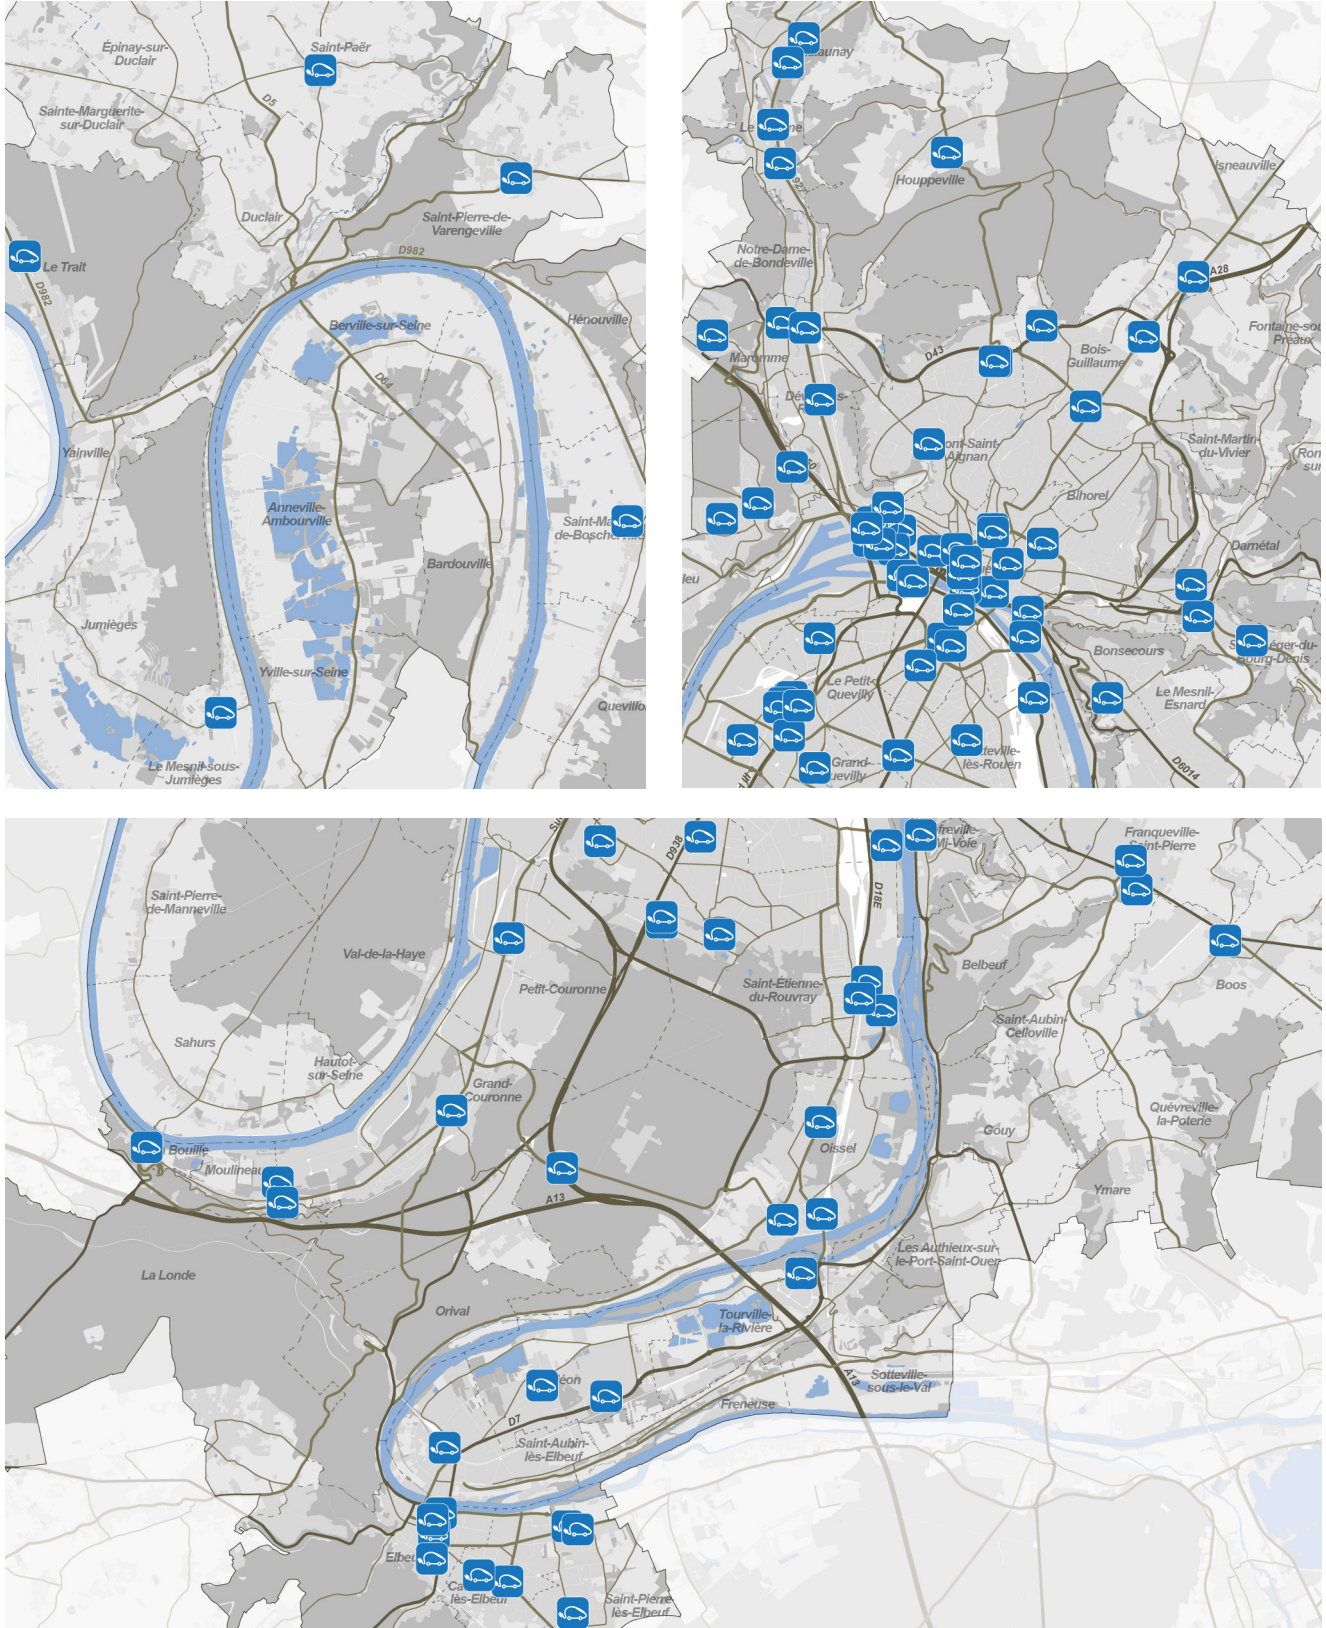 Épinay-sur-
Duclair
Saint-Paër
D5
Sainte-Marguerite-
sur-Duclair
Duclair
Saint-Pierre-de-
Varengeville
D982
Le Trait
D982
Hénouville
Berville-sur-Seine
D64
Yainville
Anneville-
Ambourville
Bardouville
Jumièges
Yville-sur-Seine
Le Mesnil-sous-
Jumièges
Isneauville
Houppeville
Notre-Dame-
de-Bondeville
A28
Maromme
D43
Bois-
Guillaume
Saint-Martin-
du-Vivier
Bihorel
Darnétal
Bonsecours
Le Petit-
Quevilly
Le Mesnil-
Esnard
lès-Rouen
D6014
Franqueville-
Saint-Pierre
D938
D18E
Saint-Pierre-
de-Manneville
Val-de-la-Haye
Petit-Couronne
Saint-Étienne-
du-Rouvray
Belbeuf
Boos
Saint-Aubin-
Celloville
Sahurs
Hautot-
sur-Seine
Grand-
Couronne
Quévreville-
la-Poterie
Gouy
Oissel
Bouille
Ymare
A13
Les Authieux-sur-
le-Port-Saint-Ouen
La Londe
Orival
Tourville-
la-Rivière
A13
Sotteville-
sous-le-Val
Freneuse
D7
Saint-Aubin-
lès-Elbeuf
lès-Elbeuf
Saint-Pierre-
lès-Elbeuf